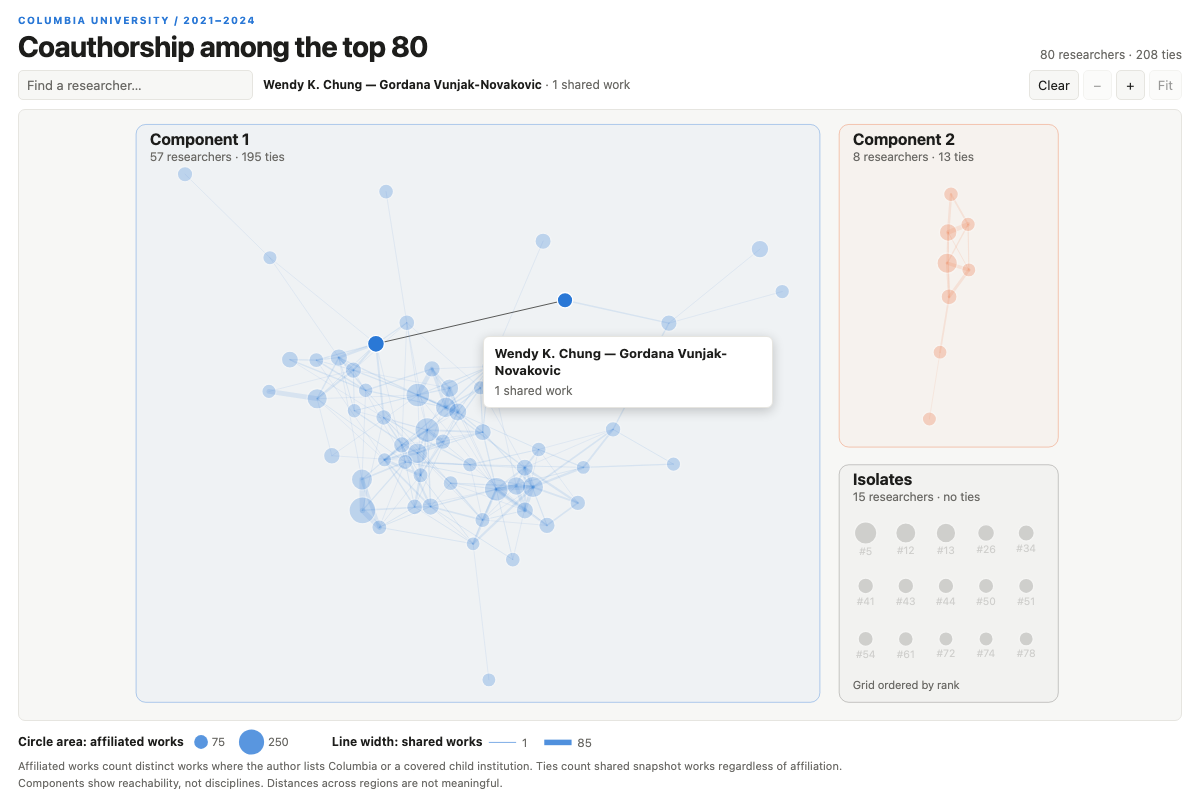 COLUMBIA UNIVERSITY / 2021–2024
Coauthorship among the top 80
80 researchers · 208 ties
Find a researcher...
Wendy K. Chung — Gordana Vunjak-Novakovic · 1 shared work
Clear
−
+
Fit
Component 1
57 researchers · 195 ties
Component 2
8 researchers · 13 ties
Wendy K. Chung — Gordana Vunjak-
Novakovic
1 shared work
Isolates
15 researchers · no ties
#5 #12 #13 #26 #34
#41 #43 #44 #50 #51
#54 #61 #72 #74 #78
Grid ordered by rank
Circle area: affiliated works 75 250 Line width: shared works 1 85
Affiliated works count distinct works where the author lists Columbia or a covered child institution. Ties count shared snapshot works regardless of affiliation.
Components show reachability, not disciplines. Distances across regions are not meaningful.